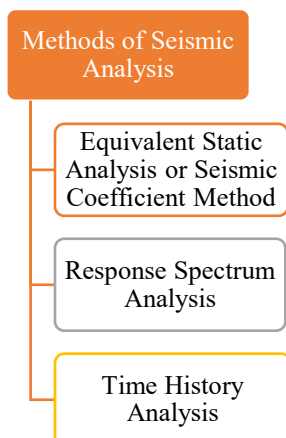 Methods of Seismic
Analysis
Equivalent Static
Analysis or Seismic
Coefficient Method
Response Spectrum
Analysis
Time History
Analysis